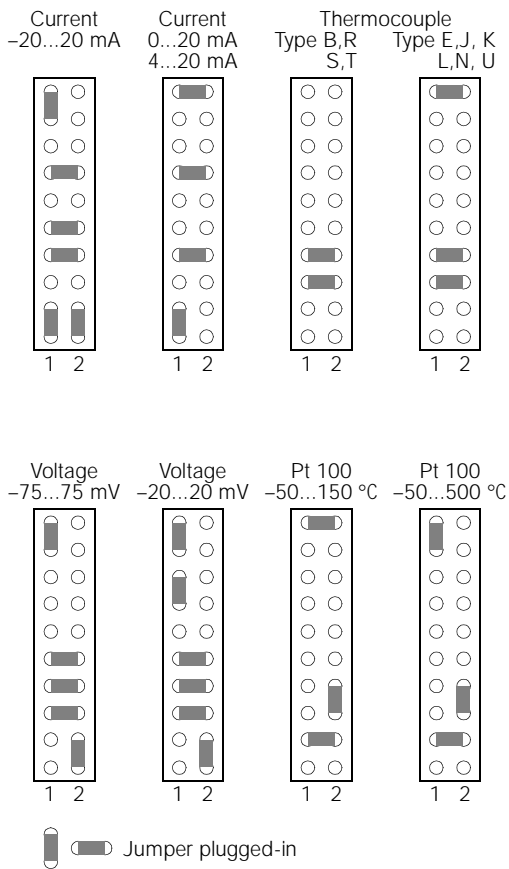 Current
–20...20 mA
Current
0...20 mA
4...20 mA
Thermocouple
Type B,R
S,T
Type E,J, K
L,N, U
1 2
1 2
1 2
1 2
Voltage
–75...75 mV
Voltage
–20...20 mV
Pt 100
–50...150 °C
Pt 100
–50...500 °C
1 2
1 2
1 2
1 2
Jumper plugged-in